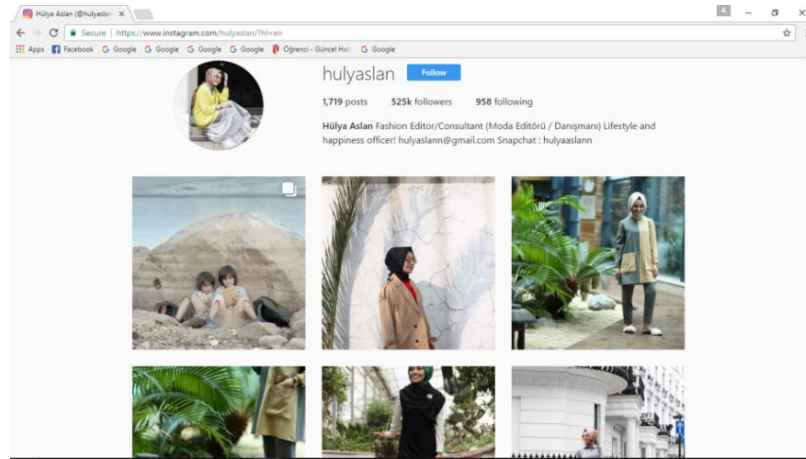 Hülya Aslan (@hulyaslan
Secure | https://www.instagram.com/hulyaslan/?hl=en
Apps Facebook G Google G Google G Google G Google Öğrenci - Güncel Hal G Google
hulyaslan Follow
1,719 posts 525k followers 958 following
Hülya Aslan Fashion Editor/Consultant (Moda Editörü / Danışmanı) Lifestyle and
happiness officer! hulyaslann@gmail.com Snapchat : hulyaaslann